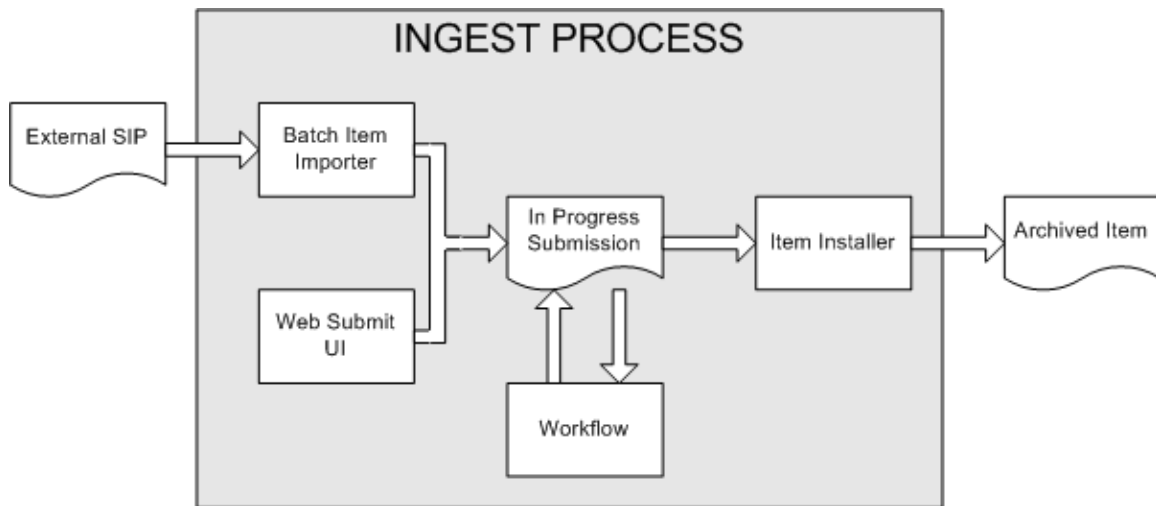 INGEST PROCESS
External SIP
Batch Item
Importer
In Progress
Submission
Item Installer
Archived Item
Web Submit
UI
Workflow